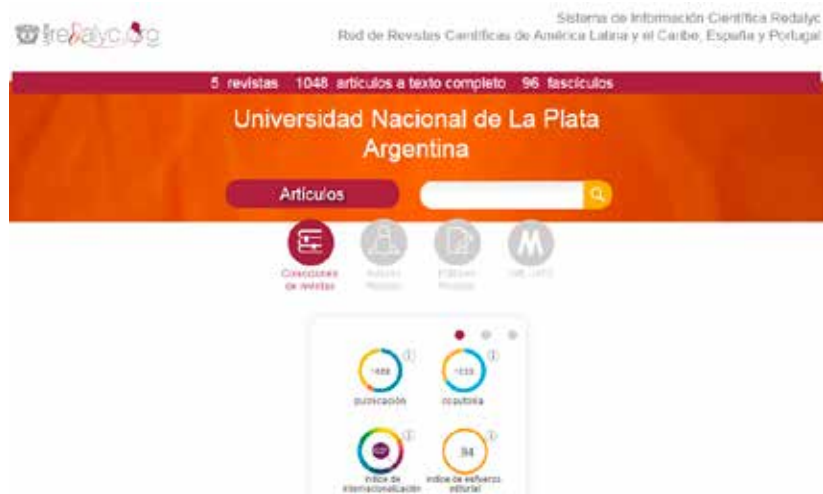 redalyc.org
Sistema de Información Científica Redalyc
Red de Revistas Científicas de América Latina y el Caribe, España y Portugal
5 revistas 1048 artículos a texto completo 96 fascículos
Universidad Nacional de La Plata
Argentina
Artículos
Colecciones
de revistas
M
publicación
coautoría
índice de
internacionalización
índice de esfuerzo
editorial
.94